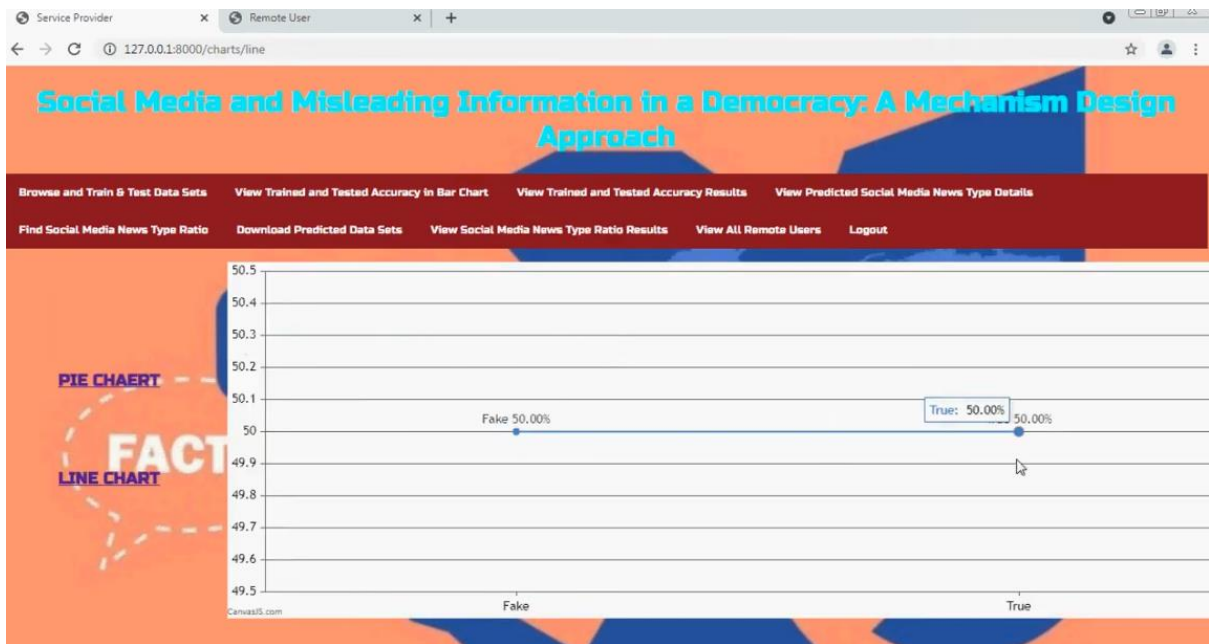 Service Provider
Remote User
127.0.0.1:8000/charts/line
Social Media and Misleading Information in a Democracy: A Mechanism Design
Approach
Browse and Train & Test Data Sets View Trained and Tested Accuracy in Bar Chart View Trained and Tested Accuracy Results View Predicted Social Media News Type Details
Find Social Media News Type Ratio Download Predicted Data Sets View Social Media News Type Ratio Results View All Remote Users Logout
PIE CHAERT
FACT
LINE CHART
50.5
50.4
50.3
50.2
50.1
50
49.9
49.8
49.7
49.6
49.5
Fake 50.00%
True: 50.00%
50.00%
Fake True
CanvasJS.com